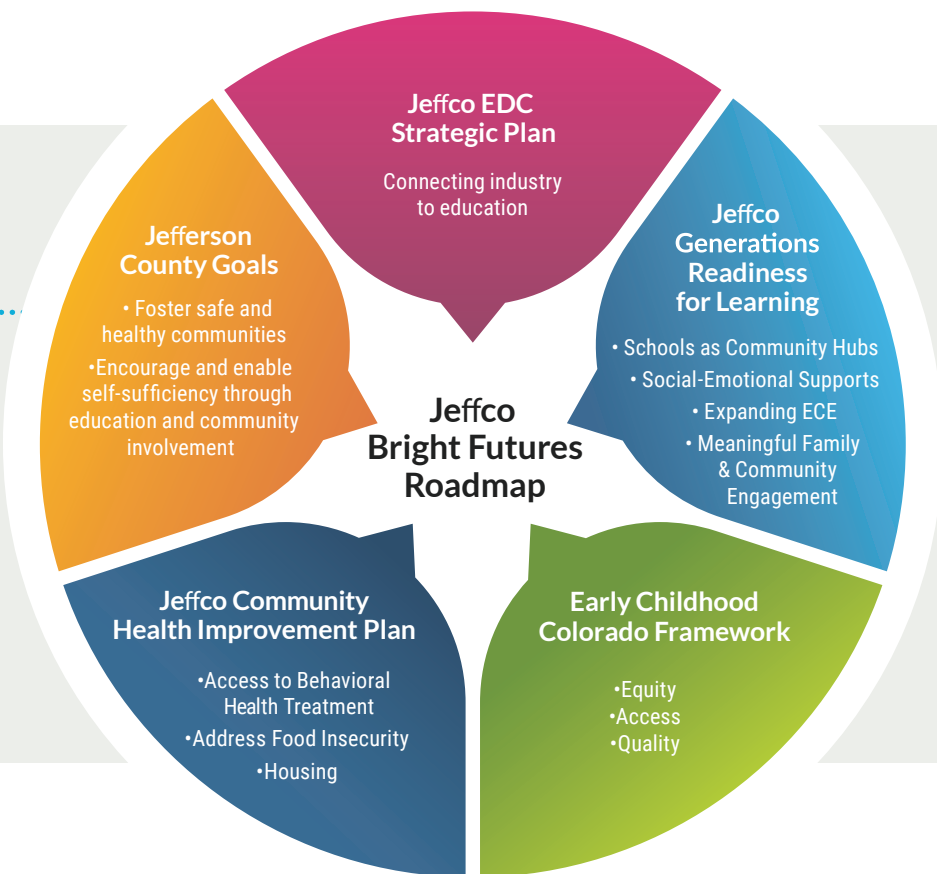 Jeffco EDC
Strategic Plan
Connecting industry
to education
Jeffco
Generations
Readiness
for Learning
• Schools as Community Hubs
• Social-Emotional Supports
• Expanding ECE
• Meaningful Family
& Community
Engagement
Early Childhood
Colorado Framework
•Equity
•Access
•Quality
Jeffco Community
Health Improvement Plan
•Access to Behavioral
Health Treatment
•Address Food Insecurity
•Housing
Jefferson
County Goals
• Foster safe and
healthy communities
•Encourage and enable
self-sufficiency through
education and community
involvement
Jeffco
Bright Futures
Roadmap